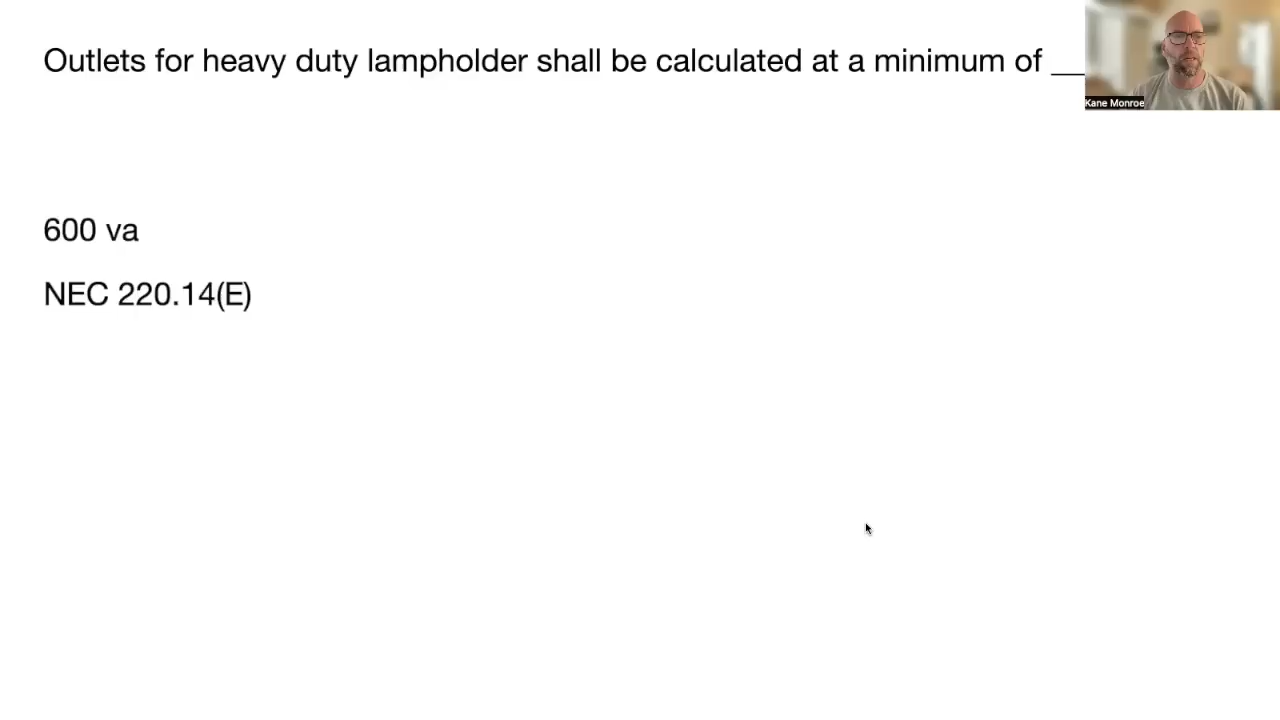 Outlets for heavy duty lampholder shall be calculated at a minimum of __
Kane Monroe
600 va
NEC 220.14(E)